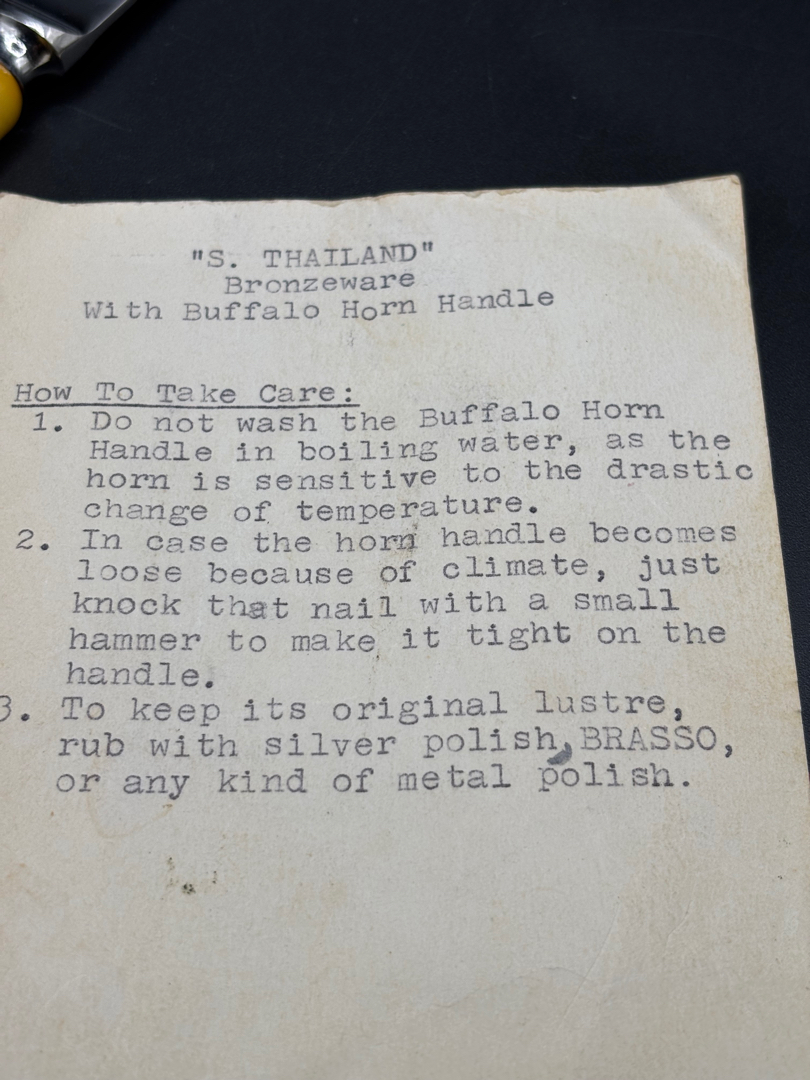 "S. THAILAND"
Bronzeware
With Buffalo Horn Handle
How To Take Care:
1. Do not wash the Buffalo Horn
Handle in boiling water, as the
horn is sensitive to the drastic
change of temperature.
2. In case the horn handle becomes
loose because of climate, just
knock that nail with a small
hammer to make it tight on the
handle.
3. To keep its original lustre,
rub with silver polish, BRASSO,
or any kind of metal polish.